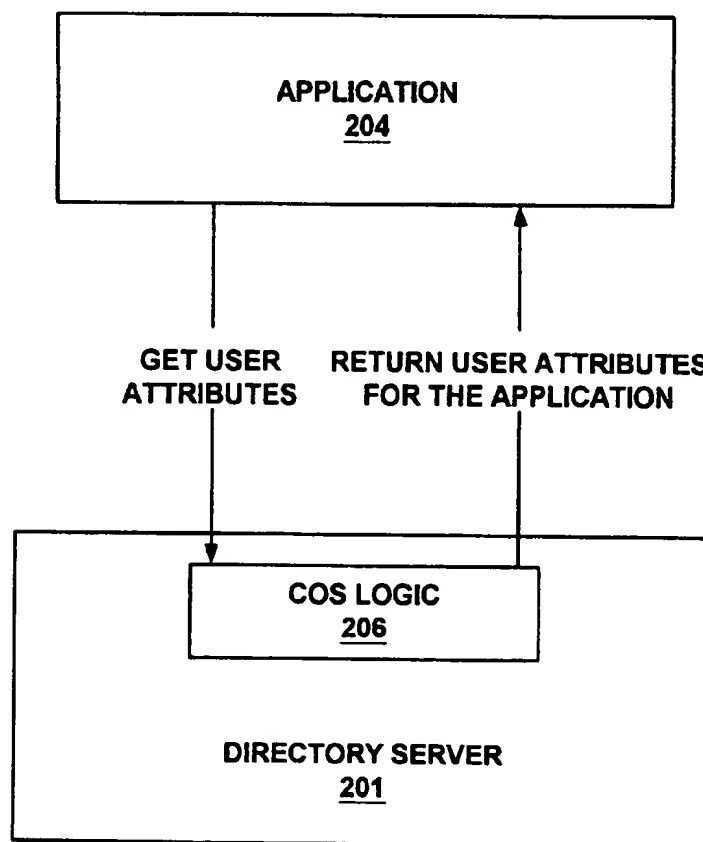 APPLICATION
204
GET USER
ATTRIBUTES
RETURN USER ATTRIBUTES
FOR THE APPLICATION
COS LOGIC
206
DIRECTORY SERVER
201